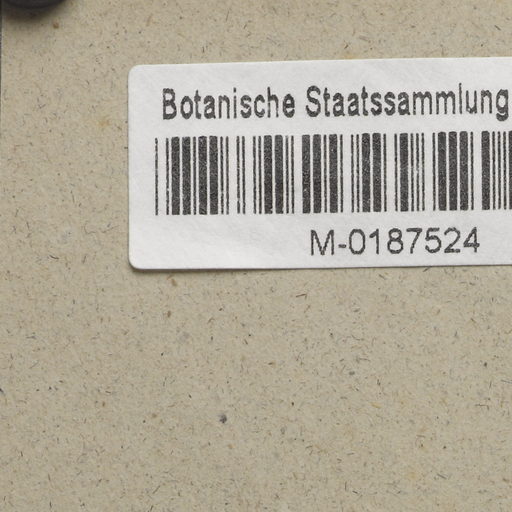 Botanische Staatssammlung
M-0187524